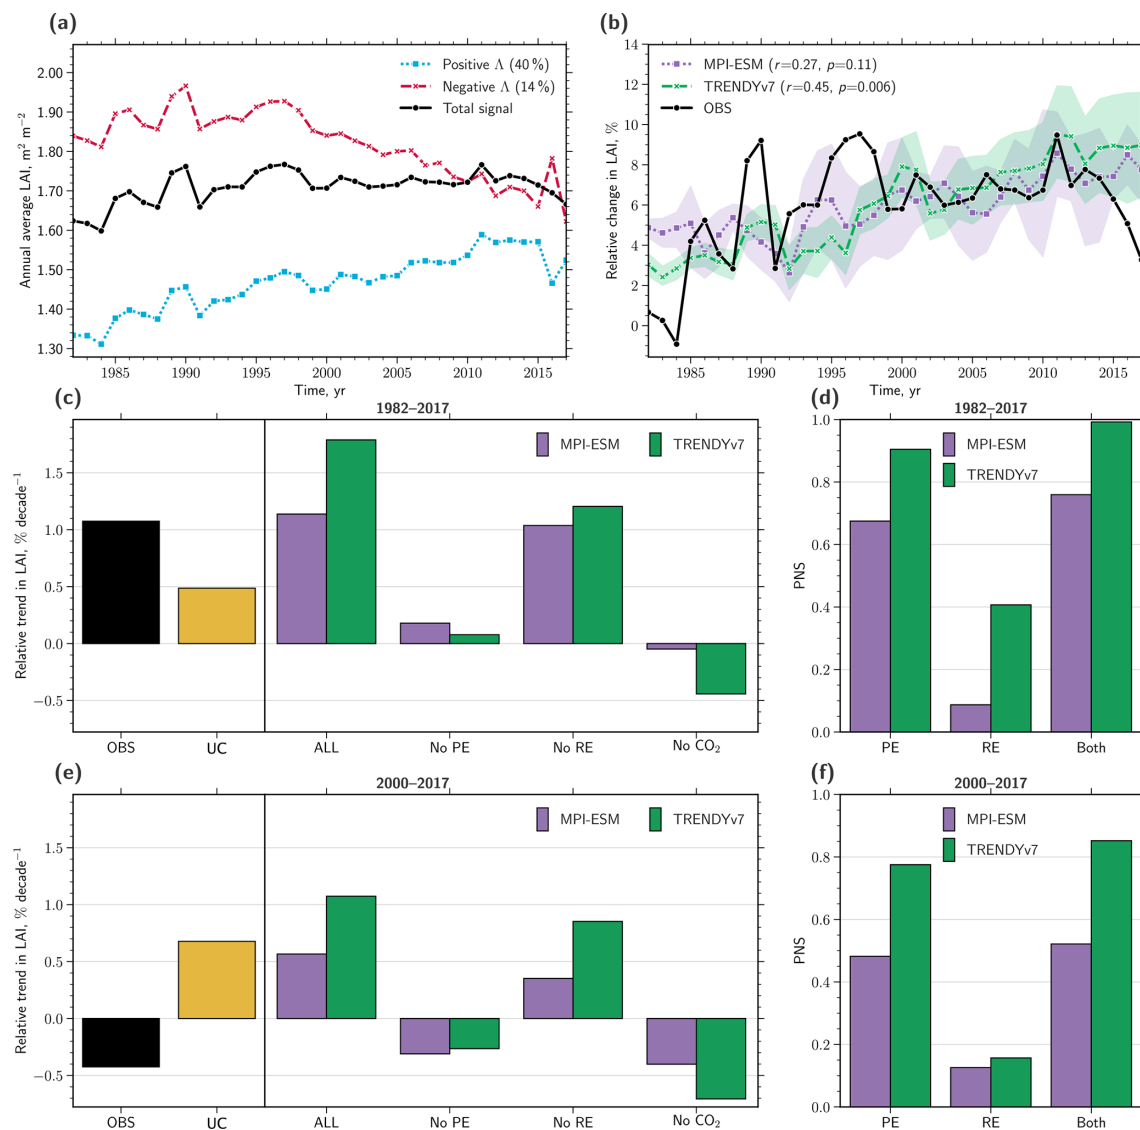 (a)
Annual average LAI, m² m⁻²
2.00
1.90
1.80
1.70
1.60
1.50
1.40
1.30
Positive Λ (40 %)
Negative Λ (14 %)
Total signal
1985 1990 1995 2000 2005 2010 2015
Time, yr
(b)
Relative change in LAI, %
14
12
10
8
6
4
2
0
MPI-ESM (r=0.27, p=0.11)
TRENDYv7 (r=0.45, p=0.006)
OBS
1985 1990 1995 2000 2005 2010 2015
Time, yr
(c)
1982–2017
Relative trend in LAI, % decade⁻¹
1.5
1.0
0.5
0.0
−0.5
MPI-ESM TRENDYv7
OBS UC ALL No PE No RE No CO₂
(d)
1982–2017
PNS
1.0
0.8
0.6
0.4
0.2
0.0
MPI-ESM
TRENDYv7
PE RE Both
(e)
2000–2017
Relative trend in LAI, % decade⁻¹
1.5
1.0
0.5
0.0
−0.5
MPI-ESM TRENDYv7
OBS UC ALL No PE No RE No CO₂
(f)
2000–2017
PNS
1.0
0.8
0.6
0.4
0.2
0.0
MPI-ESM
TRENDYv7
PE RE Both